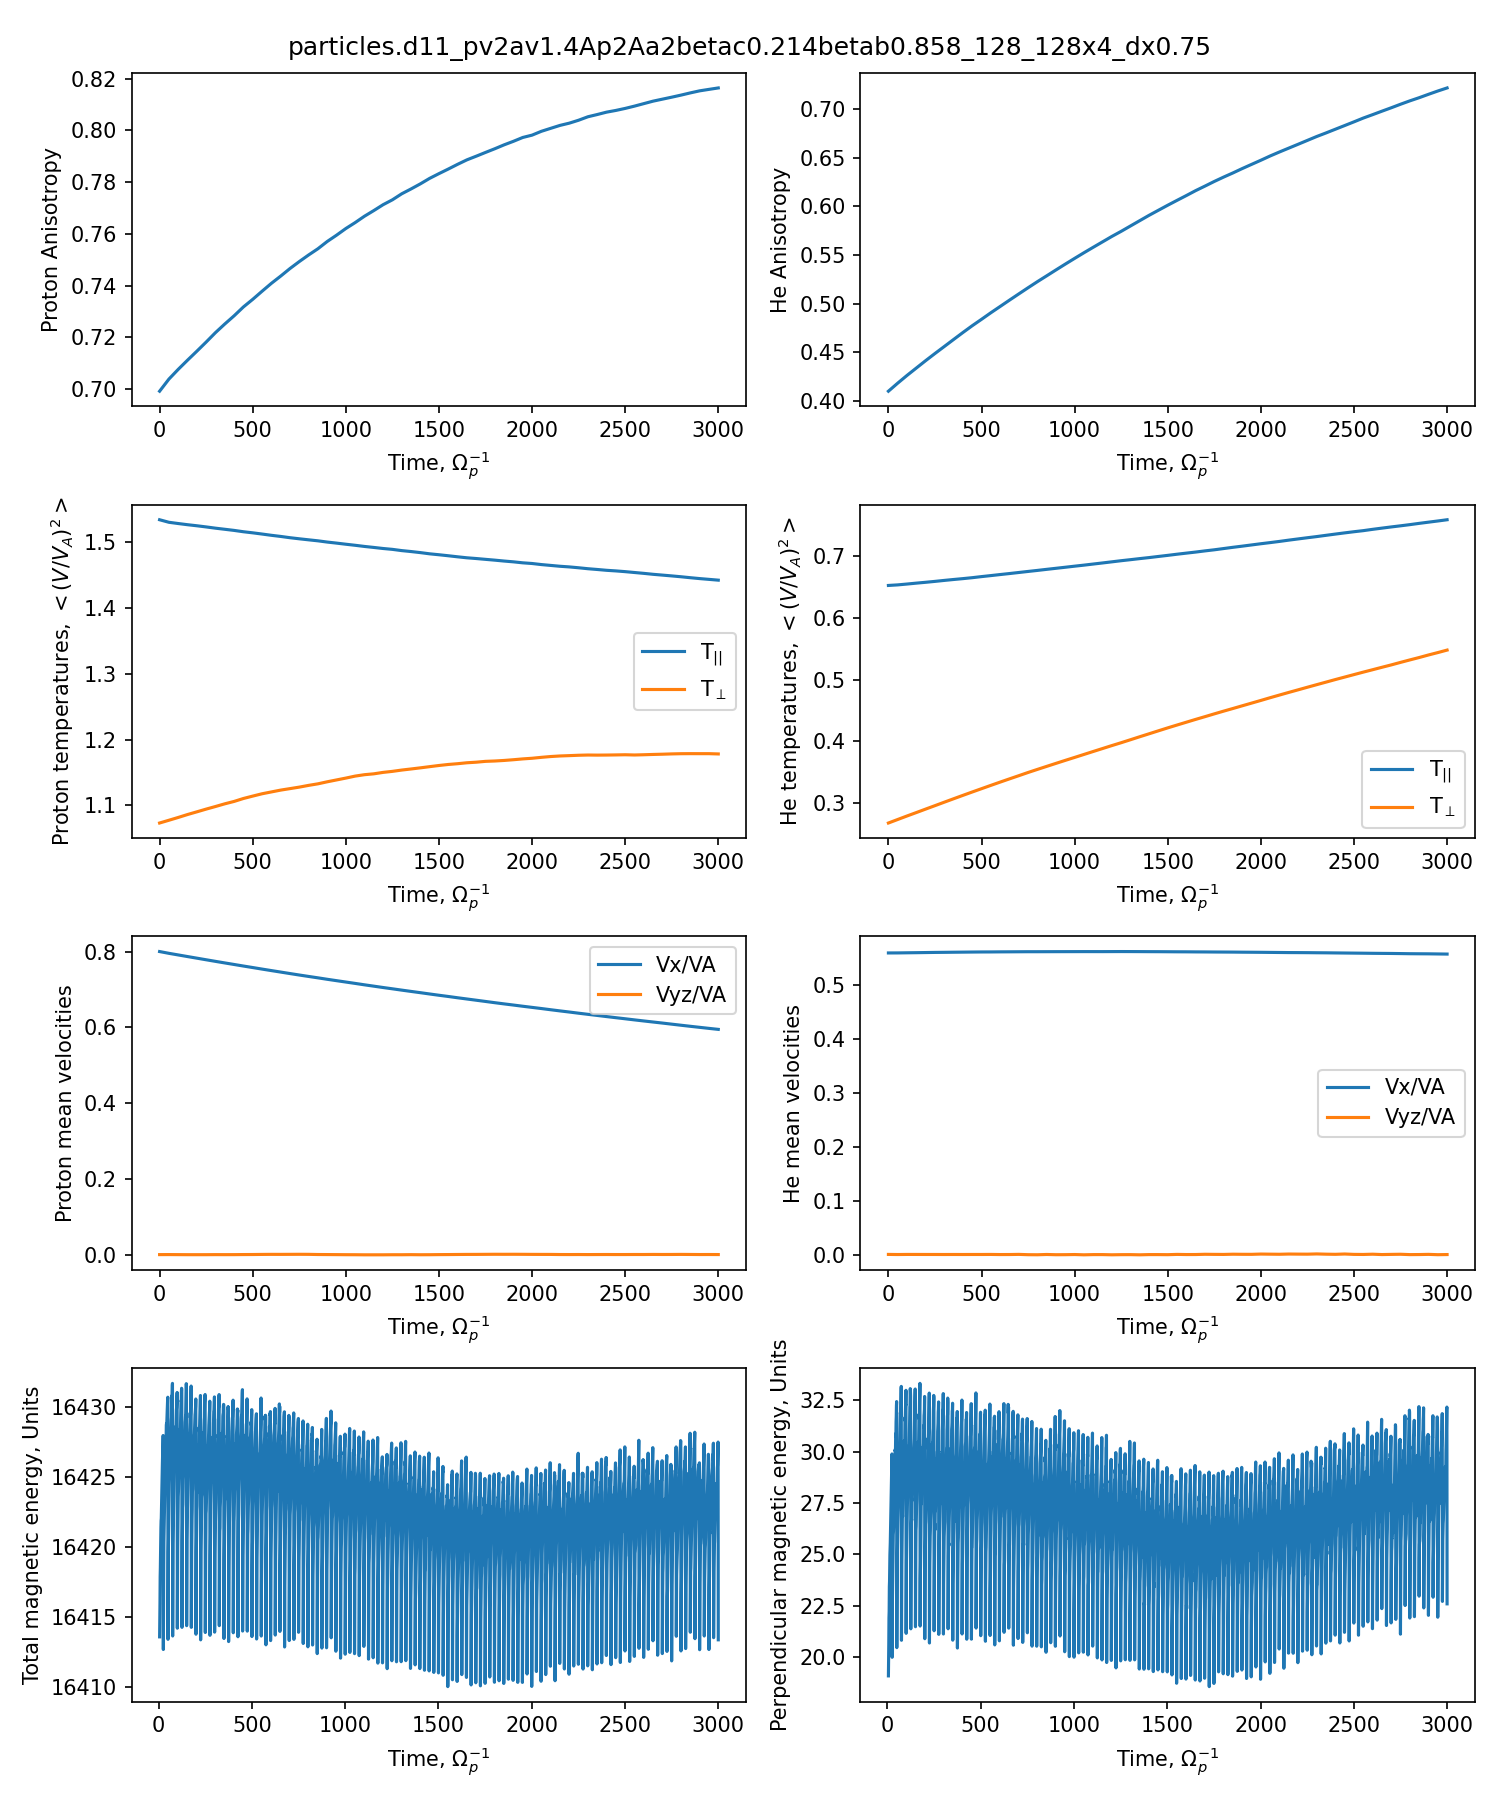 particles.d11_pv2av1.4Ap2Aa2betac0.214betab0.858_128_128x4_dx0.75
Proton Anisotropy
0.82
0.80
0.78
0.76
0.74
0.72
0.70
0 500 1000 1500 2000 2500 3000
Time, Ω_p^{-1}
He Anisotropy
0.70
0.65
0.60
0.55
0.50
0.45
0.40
0 500 1000 1500 2000 2500 3000
Time, Ω_p^{-1}
Proton temperatures, <(V/V_A)^2>
1.5
1.4
1.3
1.2
1.1
T_{||}
T_⊥
0 500 1000 1500 2000 2500 3000
Time, Ω_p^{-1}
He temperatures, <(V/V_A)^2>
0.7
0.6
0.5
0.4
0.3
T_{||}
T_⊥
0 500 1000 1500 2000 2500 3000
Time, Ω_p^{-1}
Proton mean velocities
0.8
0.6
0.4
0.2
0.0
Vx/VA
Vyz/VA
0 500 1000 1500 2000 2500 3000
Time, Ω_p^{-1}
He mean velocities
0.5
0.4
0.3
0.2
0.1
0.0
Vx/VA
Vyz/VA
0 500 1000 1500 2000 2500 3000
Time, Ω_p^{-1}
Total magnetic energy, Units
16430
16425
16420
16415
16410
0 500 1000 1500 2000 2500 3000
Time, Ω_p^{-1}
Perpendicular magnetic energy, Units
32.5
30.0
27.5
25.0
22.5
20.0
0 500 1000 1500 2000 2500 3000
Time, Ω_p^{-1}